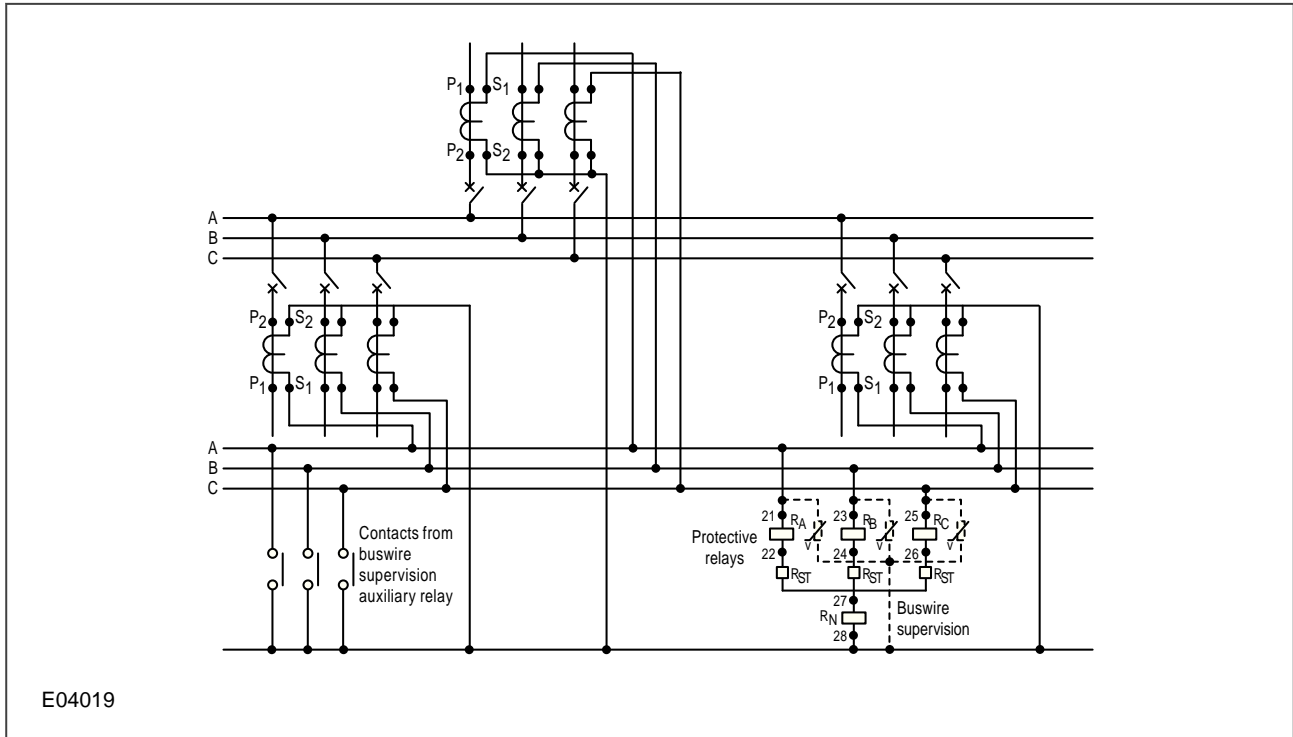 P1 S1
P2 S2
A
B
C
P2 S2
P1 S1
P2 S2
P1 S1
A
B
C
Contacts from
buswire
supervision
auxiliary relay
Protective
relays
21 RA V
22 RST
23 RB V
24 RST
25 RC V
26 RST
27
RN
28
Buswire
supervision
E04019